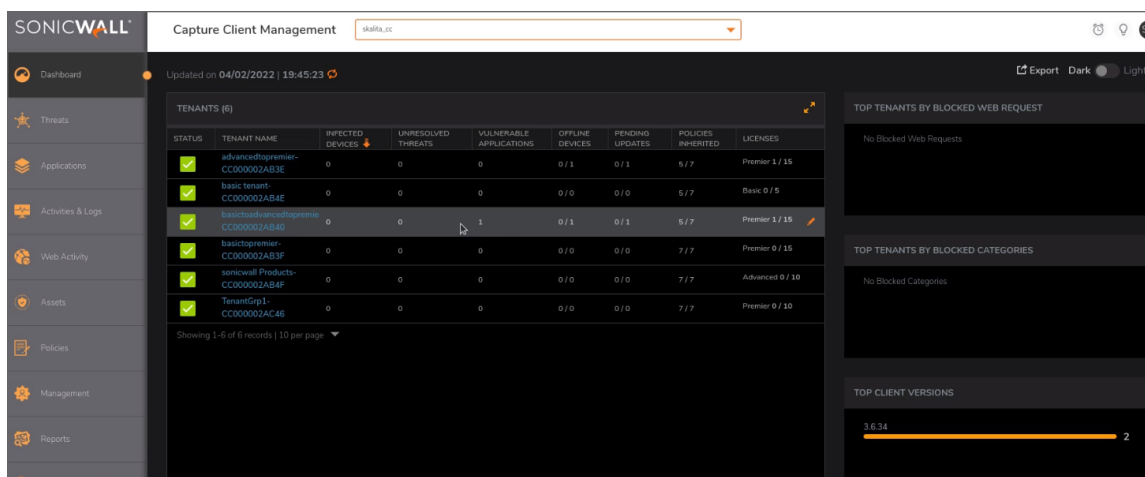 SONICWALL
Capture Client Management
skalita_cc
Dashboard
Threats
Applications
Activities & Logs
Web Activity
Assets
Policies
Management
Reports
Updated on 04/02/2022 | 19:45:23
Export Dark Light
TENANTS (6)
STATUS TENANT NAME INFECTED DEVICES UNRESOLVED THREATS VULNERABLE APPLICATIONS OFFLINE DEVICES PENDING UPDATES POLICIES INHERITED LICENSES
advancedtopremier-CC000002AB3E 0 0 0 0 / 1 0 / 1 5 / 7 Premier 1 / 15
basic tenant-CC000002AB4E 0 0 0 0 / 0 0 / 0 5 / 7 Basic 0 / 5
basictoadvancedtopremie CC000002AB40 0 0 1 0 / 1 0 / 1 5 / 7 Premier 1 / 15
basictopremier-CC000002AB3F 0 0 0 0 / 0 0 / 0 7 / 7 Premier 0 / 15
sonicwall Products-CC000002AB4F 0 0 0 0 / 0 0 / 0 7 / 7 Advanced 0 / 10
TenantGrp1-CC000002AC46 0 0 0 0 / 0 0 / 0 7 / 7 Premier 0 / 10
Showing 1-6 of 6 records | 10 per page
TOP TENANTS BY BLOCKED WEB REQUEST
No Blocked Web Requests
TOP TENANTS BY BLOCKED CATEGORIES
No Blocked Categories
TOP CLIENT VERSIONS
3.6.34
2